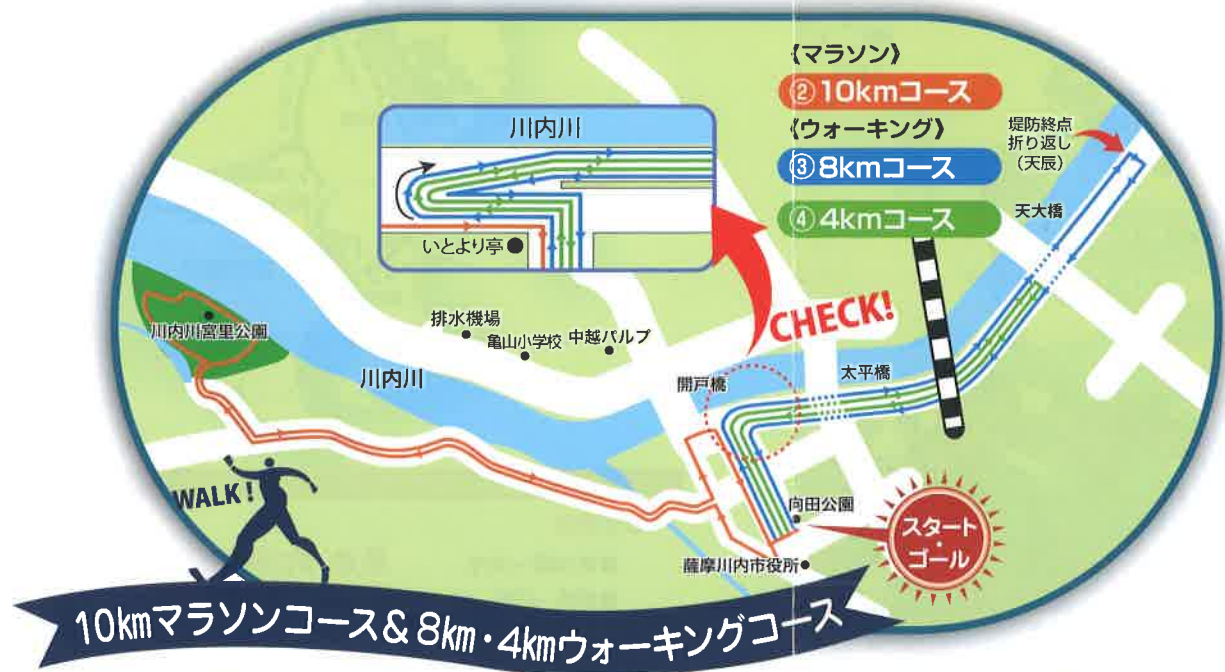 《マラソン》
②10kmコース
《ウォーキング》
③8kmコース
④4kmコース
堤防終点
折り返し
(天辰)
天大橋
川内川
いとより亭
CHECK!
川内川宮里公園
排水機場
亀山小学校
中越パルプ
川内川
開戸橋
太平橋
WALK!
向田公園
スタート
・
ゴール
薩摩川内市役所
10kmマラソンコース&8km・4kmウォーキングコース